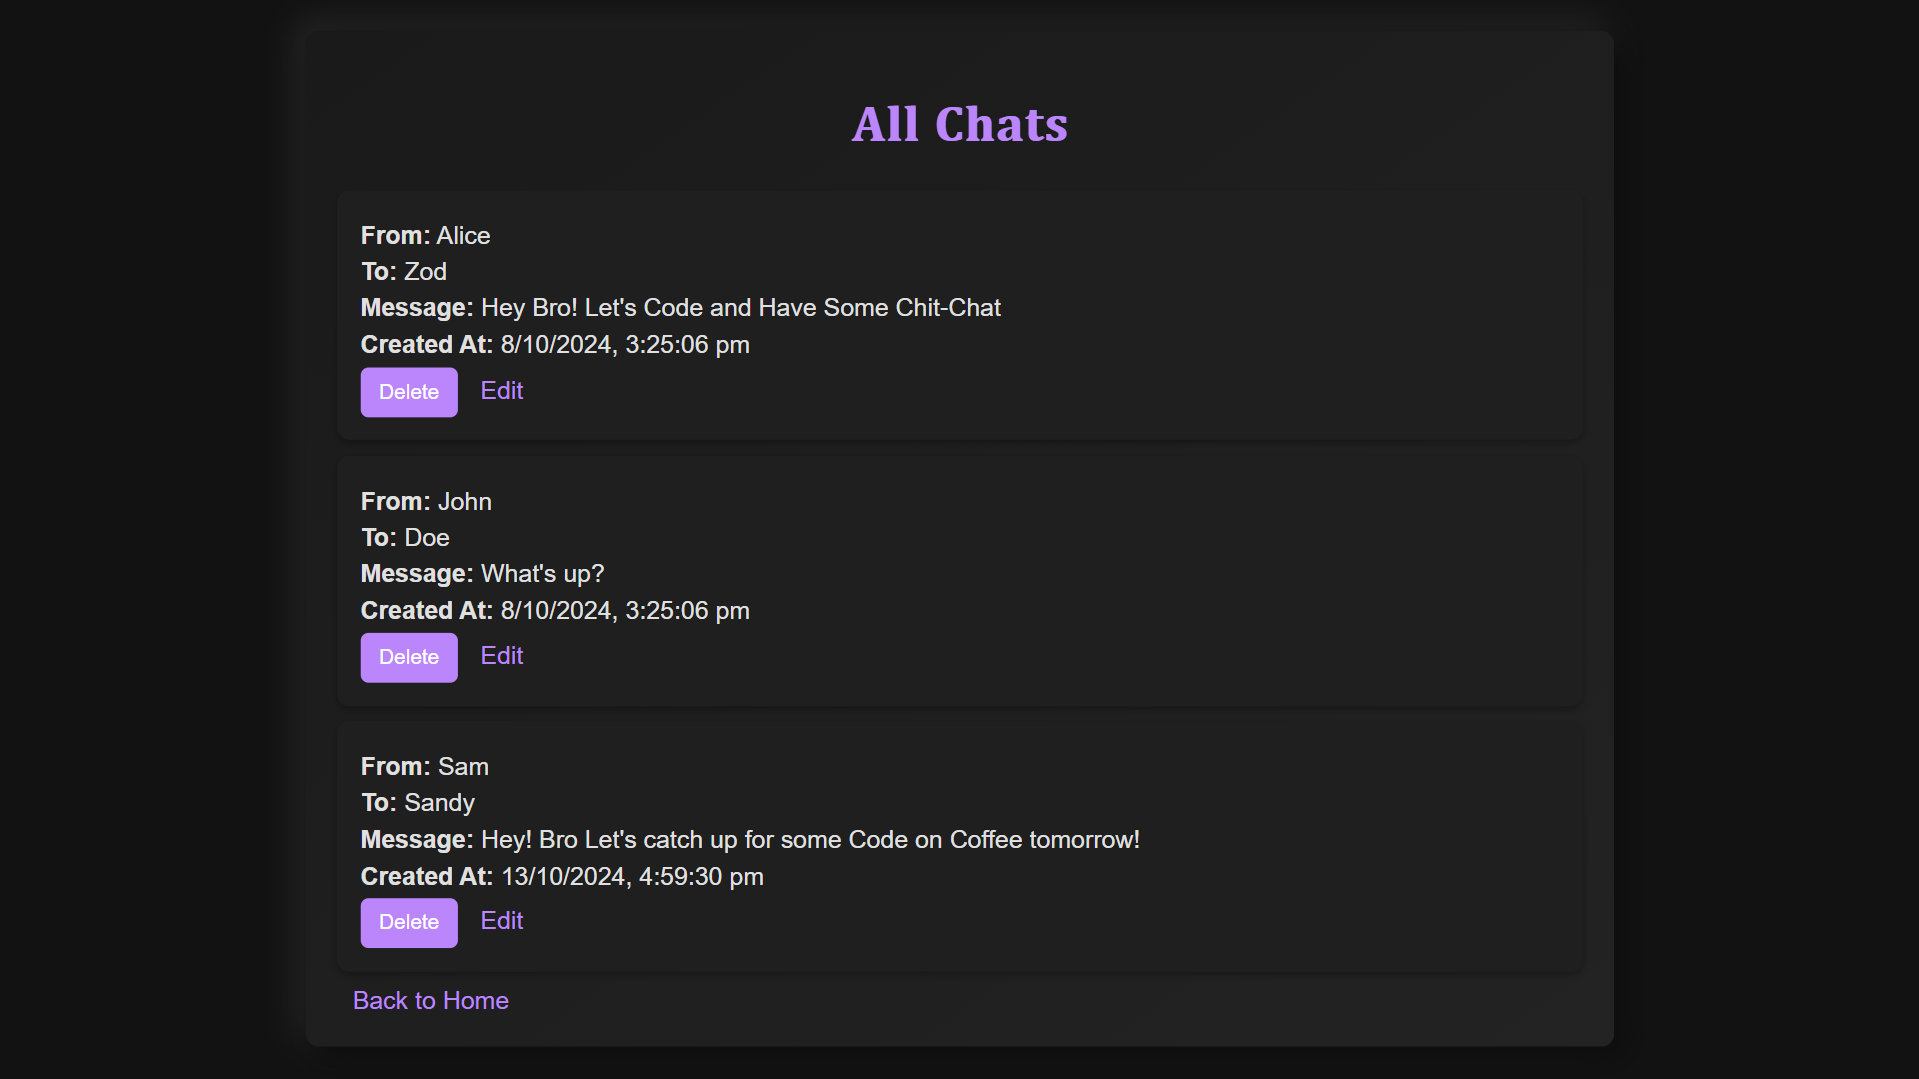 All Chats
From: Alice
To: Zod
Message: Hey Bro! Let's Code and Have Some Chit-Chat
Created At: 8/10/2024, 3:25:06 pm
Delete Edit
From: John
To: Doe
Message: What's up?
Created At: 8/10/2024, 3:25:06 pm
Delete Edit
From: Sam
To: Sandy
Message: Hey! Bro Let's catch up for some Code on Coffee tomorrow!
Created At: 13/10/2024, 4:59:30 pm
Delete Edit
Back to Home